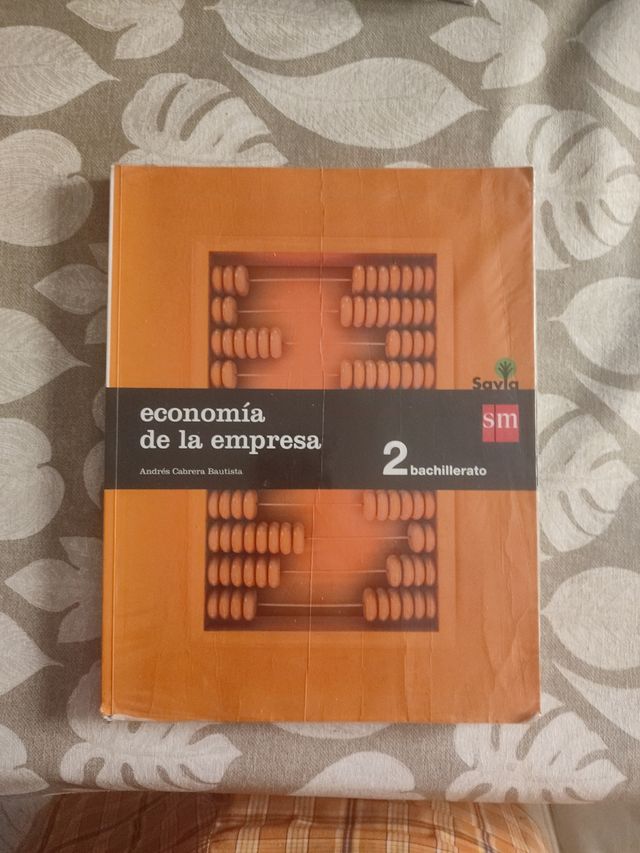 Savia
economía
de la empresa
sm
2 bachillerato
Andrés Cabrera Bautista